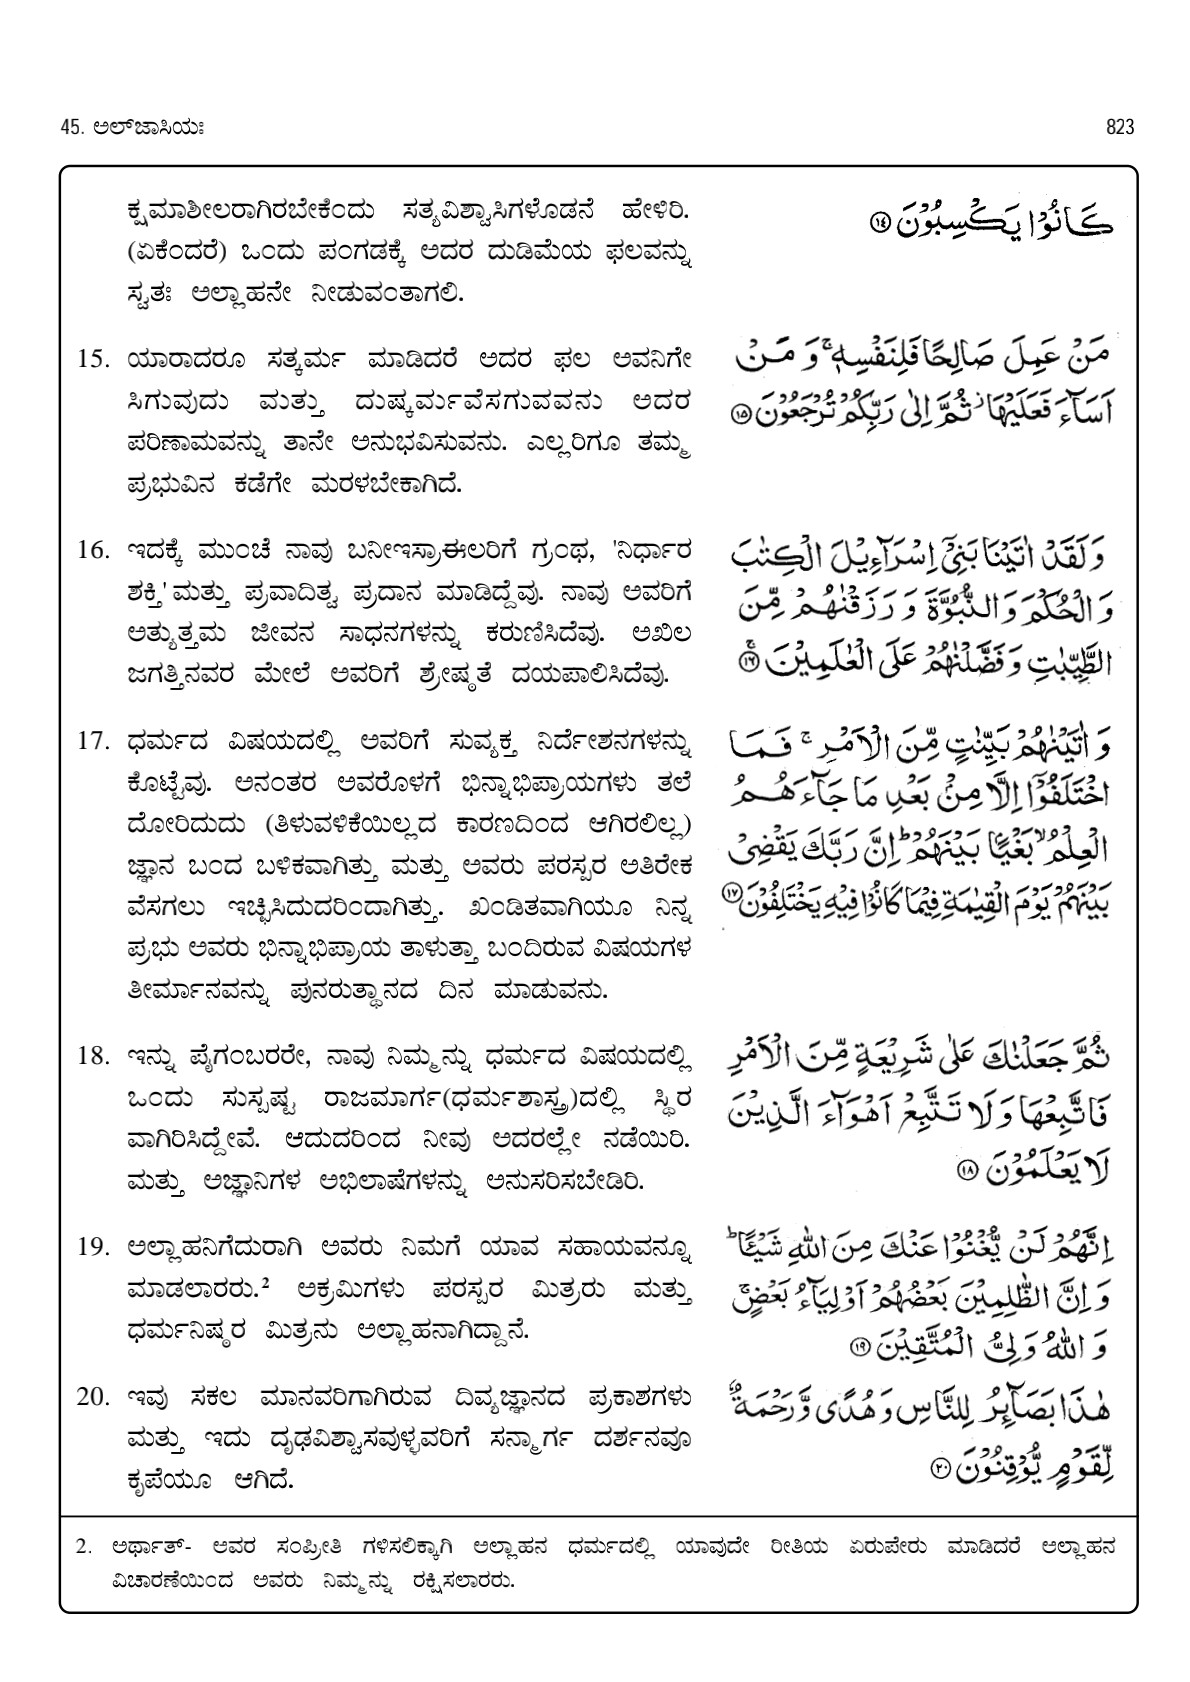 45. ಅಲ್‌ಜಾಸಿಯಃ 823
ಕ್ಷಮಾಶೀಲರಾಗಿರಬೇಕೆಂದು ಸತ್ಯವಿಶ್ವಾಸಿಗಳೊಡನೆ ಹೇಳಿರಿ.
(ಏಕೆಂದರೆ) ಒಂದು ಪಂಗಡಕ್ಕೆ ಅದರ ದುಡಿಮೆಯ ಫಲವನ್ನು
ಸ್ವತಃ ಅಲ್ಲಾಹನೇ ನೀಡುವಂತಾಗಲಿ.
كَانُوۡا يَكۡسِبُوۡنَ ١٤
15. ಯಾರಾದರೂ ಸತ್ಕರ್ಮ ಮಾಡಿದರೆ ಅದರ ಫಲ ಅವನಿಗೇ
ಸಿಗುವುದು ಮತ್ತು ದುಷ್ಕರ್ಮವೆಸಗುವವನು ಅದರ
ಪರಿಣಾಮವನ್ನು ತಾನೇ ಅನುಭವಿಸುವನು. ಎಲ್ಲರಿಗೂ ತಮ್ಮ
ಪ್ರಭುವಿನ ಕಡೆಗೇ ಮರಳಬೇಕಾಗಿದೆ.
مَنۡ عَمِلَ صَالِحًا فَلِنَفۡسِهٖ‌ۚ وَ مَنۡ
اَسَآءَ فَعَلَيۡهَا‌ۖ ثُمَّ اِلٰى رَبِّكُمۡ تُرۡجَعُوۡنَ ١٥
16. ಇದಕ್ಕೆ ಮುಂಚೆ ನಾವು ಬನೀಇಸ್ರಾಈಲರಿಗೆ ಗ್ರಂಥ, 'ನಿರ್ಧಾರ
ಶಕ್ತಿ' ಮತ್ತು ಪ್ರವಾದಿತ್ವ ಪ್ರದಾನ ಮಾಡಿದ್ದೆವು. ನಾವು ಅವರಿಗೆ
ಅತ್ಯುತ್ತಮ ಜೀವನ ಸಾಧನಗಳನ್ನು ಕರುಣಿಸಿದೆವು. ಅಖಿಲ
ಜಗತ್ತಿನವರ ಮೇಲೆ ಅವರಿಗೆ ಶ್ರೇಷ್ಠತೆ ದಯಪಾಲಿಸಿದೆವು.
وَلَقَدۡ اٰتَيۡنَا بَنِىۡۤ اِسۡرَآءِيۡلَ الۡكِتٰبَ
وَالۡحُكۡمَ وَالنُّبُوَّةَ وَرَزَقۡنٰهُمۡ مِّنَ
الطَّيِّبٰتِ وَفَضَّلۡنٰهُمۡ عَلَى الۡعٰلَمِيۡنَ‌ۚ ١٦
17. ಧರ್ಮದ ವಿಷಯದಲ್ಲಿ ಅವರಿಗೆ ಸುವ್ಯಕ್ತ ನಿರ್ದೇಶನಗಳನ್ನು
ಕೊಟ್ಟೆವು. ಅನಂತರ ಅವರೊಳಗೆ ಭಿನ್ನಾಭಿಪ್ರಾಯಗಳು ತಲೆ
ದೋರಿದುದು (ತಿಳುವಳಿಕೆಯಿಲ್ಲದ ಕಾರಣದಿಂದ ಆಗಿರಲಿಲ್ಲ)
ಜ್ಞಾನ ಬಂದ ಬಳಿಕವಾಗಿತ್ತು ಮತ್ತು ಅವರು ಪರಸ್ಪರ ಅತಿರೇಕ
ವೆಸಗಲು ಇಚ್ಛಿಸಿದುದರಿಂದಾಗಿತ್ತು. ಖಂಡಿತವಾಗಿಯೂ ನಿನ್ನ
ಪ್ರಭು ಅವರು ಭಿನ್ನಾಭಿಪ್ರಾಯ ತಾಳುತ್ತಾ ಬಂದಿರುವ ವಿಷಯಗಳ
ತೀರ್ಮಾನವನ್ನು ಪುನರುತ್ಥಾನದ ದಿನ ಮಾಡುವನು.
وَاٰتَيۡنٰهُمۡ بَيِّنٰتٍ مِّنَ الۡاَمۡرِ‌ۚ فَمَا
اخۡتَلَفُوۡۤا اِلَّا مِنۡۢ بَعۡدِ مَا جَآءَهُمُ
الۡعِلۡمُۙ بَغۡيًاۢ بَيۡنَهُمۡ‌ؕ اِنَّ رَبَّكَ يَقۡضِىۡ
بَيۡنَهُمۡ يَوۡمَ الۡقِيٰمَةِ فِيۡمَا كَانُوۡا فِيۡهِ يَخۡتَلِفُوۡنَ ١٧
18. ಇನ್ನು ಪೈಗಂಬರರೇ, ನಾವು ನಿಮ್ಮನ್ನು ಧರ್ಮದ ವಿಷಯದಲ್ಲಿ
ಒಂದು ಸುಸ್ಪಷ್ಟ ರಾಜಮಾರ್ಗ(ಧರ್ಮಶಾಸ್ತ್ರ)ದಲ್ಲಿ ಸ್ಥಿರ
ವಾಗಿರಿಸಿದ್ದೇವೆ. ಆದುದರಿಂದ ನೀವು ಅದರಲ್ಲೇ ನಡೆಯಿರಿ.
ಮತ್ತು ಅಜ್ಞಾನಿಗಳ ಅಭಿಲಾಷೆಗಳನ್ನು ಅನುಸರಿಸಬೇಡಿರಿ.
ثُمَّ جَعَلۡنٰكَ عَلٰى شَرِيۡعَةٍ مِّنَ الۡاَمۡرِ
فَاتَّبِعۡهَا وَلَا تَتَّبِعۡ اَهۡوَآءَ الَّذِيۡنَ
لَا يَعۡلَمُوۡنَ ١٨
19. ಅಲ್ಲಾಹನಿಗೆದುರಾಗಿ ಅವರು ನಿಮಗೆ ಯಾವ ಸಹಾಯವನ್ನೂ
ಮಾಡಲಾರರು.² ಅಕ್ರಮಿಗಳು ಪರಸ್ಪರ ಮಿತ್ರರು ಮತ್ತು
ಧರ್ಮನಿಷ್ಠರ ಮಿತ್ರನು ಅಲ್ಲಾಹನಾಗಿದ್ದಾನೆ.
اِنَّهُمۡ لَنۡ يُّغۡنُوۡا عَنۡكَ مِنَ اللّٰهِ شَيۡـًٔـا‌ؕ
وَ اِنَّ الظّٰلِمِيۡنَ بَعۡضُهُمۡ اَوۡلِيَآءُ بَعۡضٍ‌ۚ
وَاللّٰهُ وَلِىُّ الۡمُتَّقِيۡنَ ١٩
20. ಇವು ಸಕಲ ಮಾನವರಿಗಾಗಿರುವ ದಿವ್ಯಜ್ಞಾನದ ಪ್ರಕಾಶಗಳು
ಮತ್ತು ಇದು ದೃಢವಿಶ್ವಾಸವುಳ್ಳವರಿಗೆ ಸನ್ಮಾರ್ಗ ದರ್ಶನವೂ
ಕೃಪೆಯೂ ಆಗಿದೆ.
هٰذَا بَصَآٮِٕرُ لِلنَّاسِ وَهُدًى وَّرَحۡمَةٌ
لِّقَوۡمٍ يُّوۡقِنُوۡنَ ٢٠
2. ಅರ್ಥಾತ್- ಅವರ ಸಂಪ್ರೀತಿ ಗಳಿಸಲಿಕ್ಕಾಗಿ ಅಲ್ಲಾಹನ ಧರ್ಮದಲ್ಲಿ ಯಾವುದೇ ರೀತಿಯ ಏರುಪೇರು ಮಾಡಿದರೆ ಅಲ್ಲಾಹನ
ವಿಚಾರಣೆಯಿಂದ ಅವರು ನಿಮ್ಮನ್ನು ರಕ್ಷಿಸಲಾರರು.